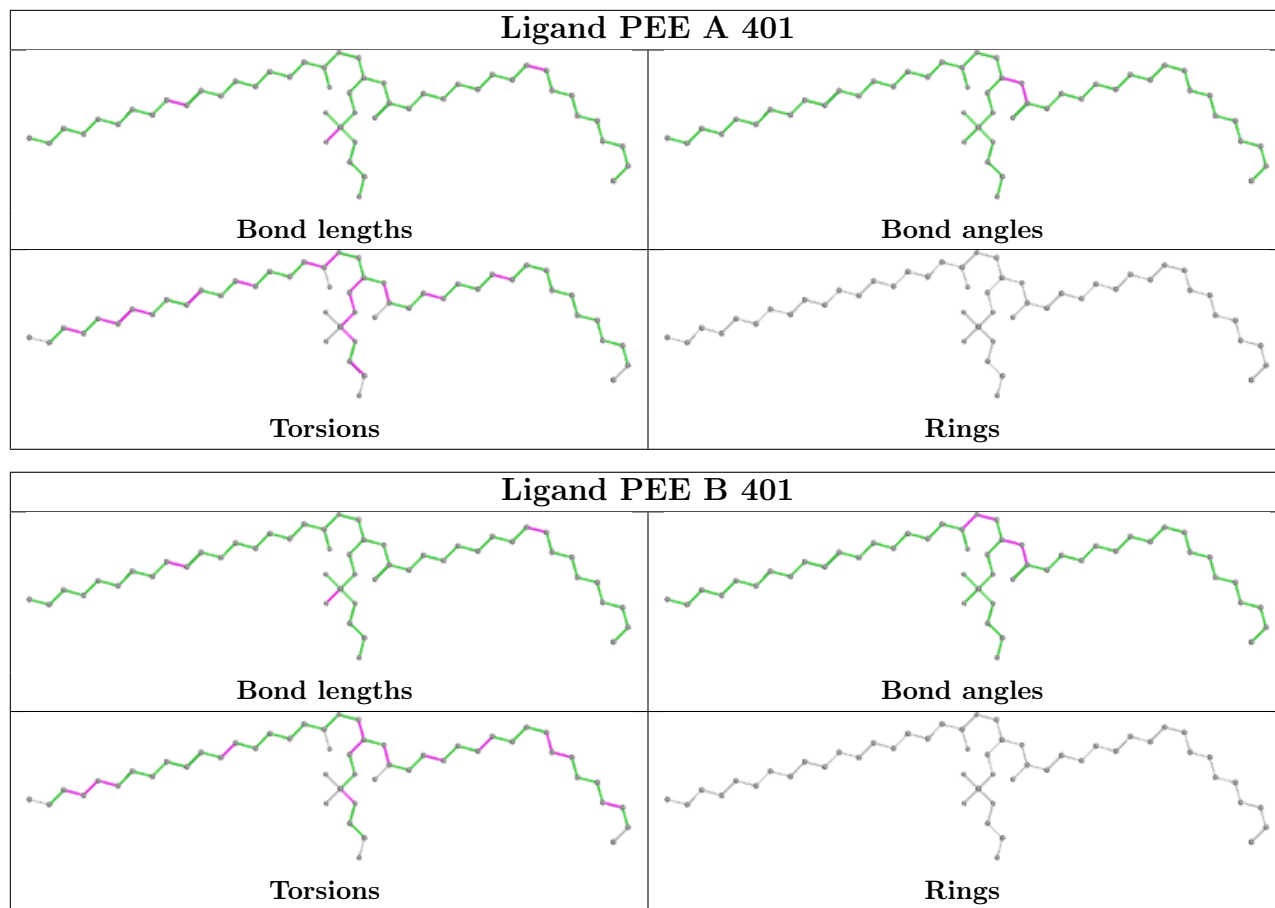 Ligand PEE A 401
Bond lengths
Bond angles
Torsions
Rings
Ligand PEE B 401
Bond lengths
Bond angles
Torsions
Rings